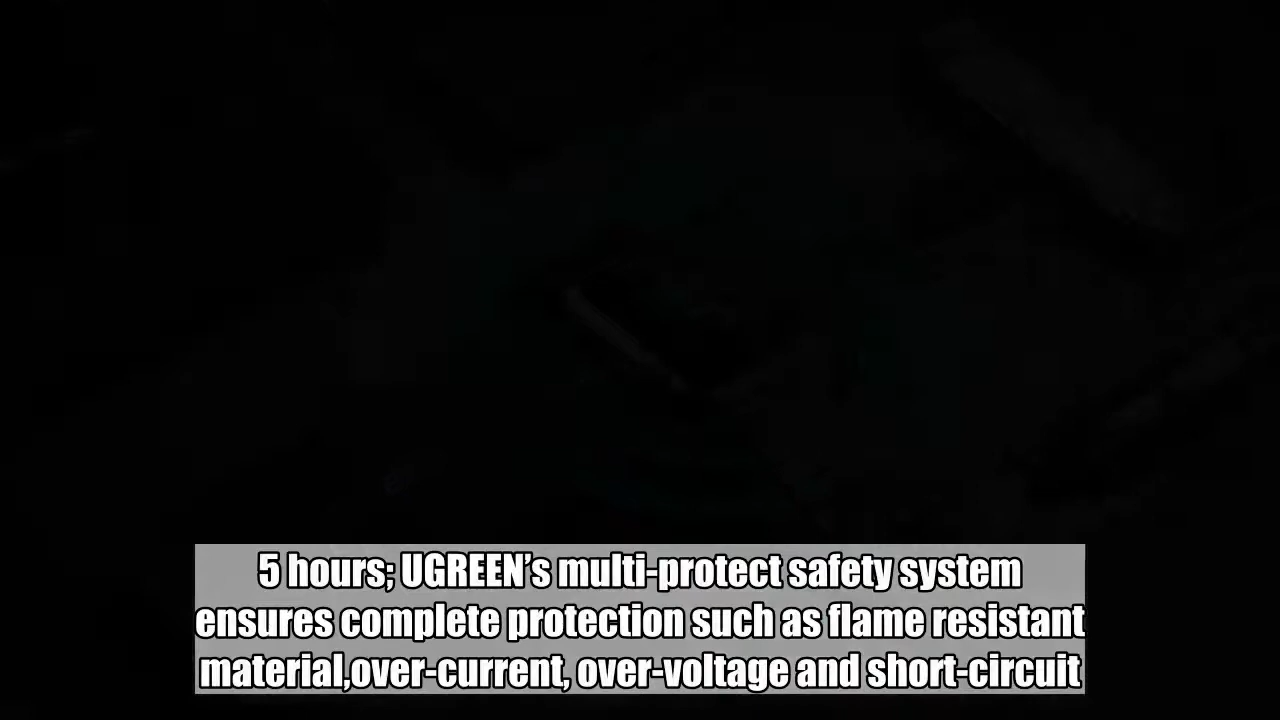 5 hours; UGREEN’s multi-protect safety system
ensures complete protection such as flame resistant
material,over-current, over-voltage and short-circuit